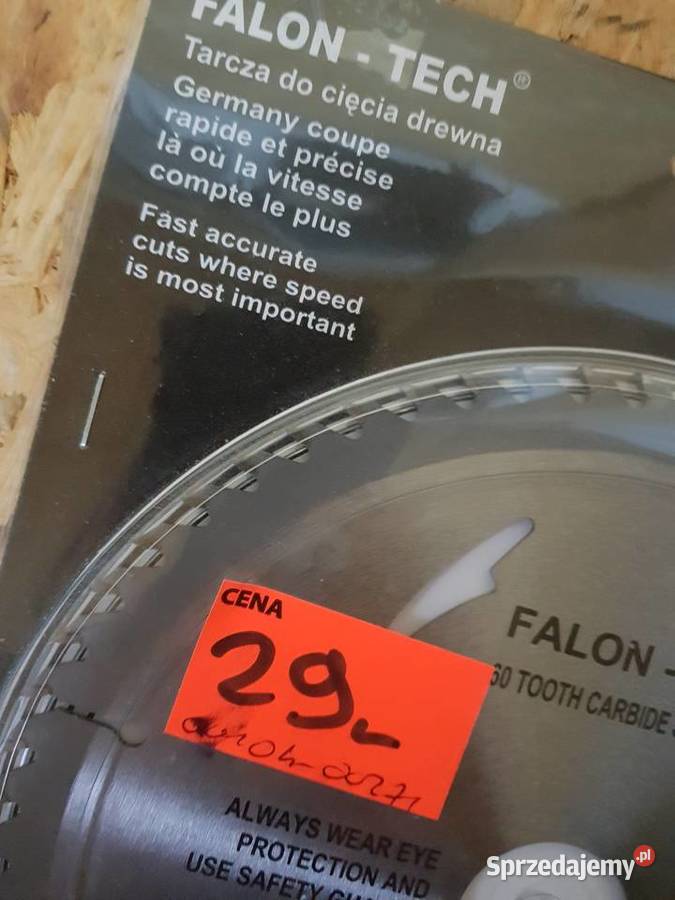 FALON - TECH®
Tarcza do cięcia drewna
Germany coupe
rapide et précise
là où la vitesse
compte le plus
Fast accurate
cuts where speed
is most important
CENA
29,-
FALON -
60 TOOTH CARBIDE
ALWAYS WEAR EYE
PROTECTION AND
USE SAFETY
Sprzedajemy.pl